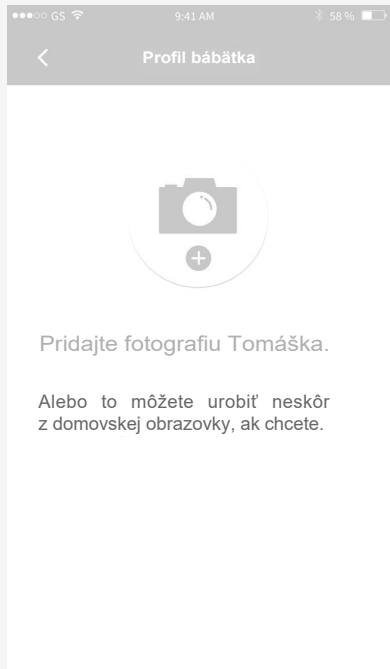 GS 9:41 AM 58 %
Profil bábätka
Pridajte fotografiu Tomáška.
Alebo to môžete urobiť neskôr
z domovskej obrazovky, ak chcete.